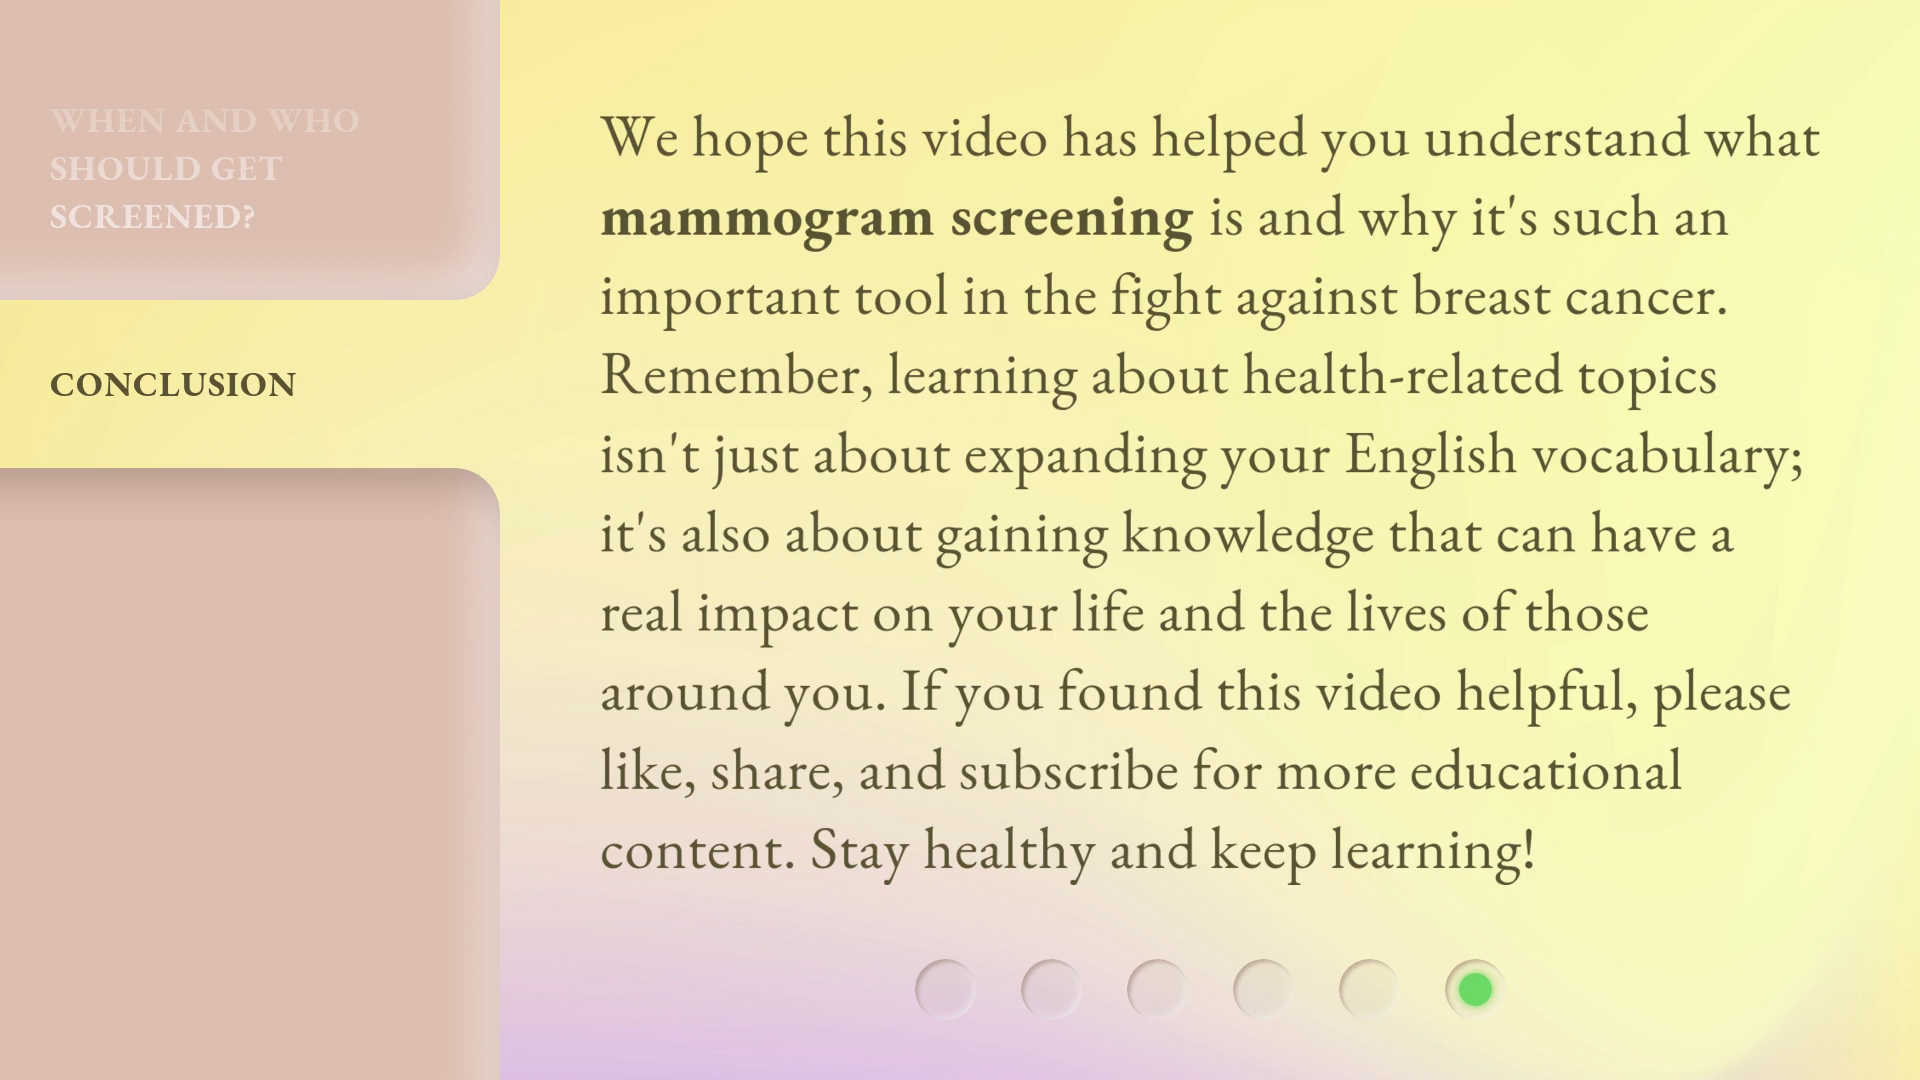 WHEN AND WHO
SHOULD GET
SCREENED?
CONCLUSION
We hope this video has helped you understand what
mammogram screening is and why it's such an
important tool in the fight against breast cancer.
Remember, learning about health-related topics
isn't just about expanding your English vocabulary;
it's also about gaining knowledge that can have a
real impact on your life and the lives of those
around you. If you found this video helpful, please
like, share, and subscribe for more educational
content. Stay healthy and keep learning!